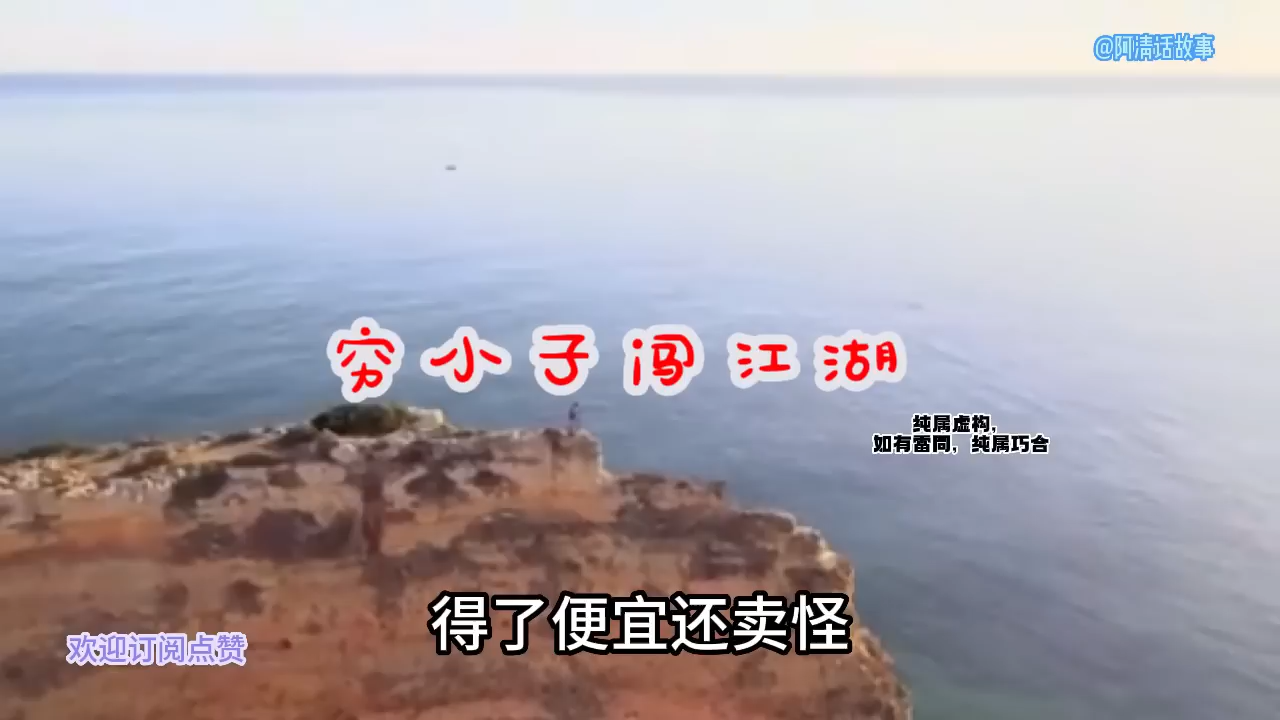 @阿清话故事
穷小子闯江湖
纯属虚构，
如有雷同，纯属巧合
得了便宜还卖怪
欢迎订阅点赞